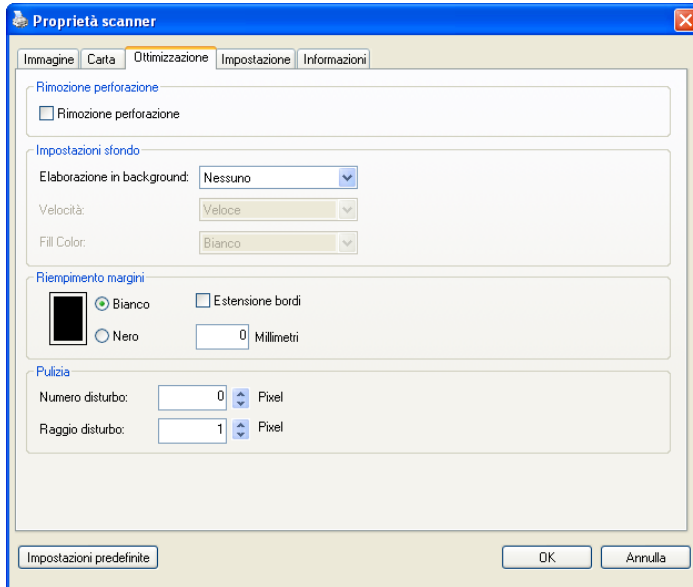 Proprietà scanner
Immagine Carta Ottimizzazione Impostazione Informazioni
Rimozione perforazione
Rimozione perforazione
Impostazioni sfondo
Elaborazione in background: Nessuno
Velocità: Veloce
Fill Color: Bianco
Riempimento margini
Bianco Estensione bordi
Nero 0 Millimetri
Pulizia
Numero disturbo: 0 Pixel
Raggio disturbo: 1 Pixel
Impostazioni predefinite OK Annulla